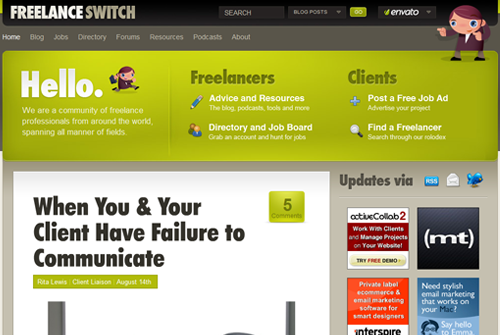 FREELANCE SWITCH
SEARCH
BLOG POSTS
GO
envato
Home Blog Jobs Directory Forums Resources Podcasts About
Hello.
We are a community of freelance
professionals from around the world,
spanning all manner of fields.
Freelancers
Advice and Resources
The blog, podcasts, tools and more
Directory and Job Board
Grab an account and hunt for jobs
Clients
Post a Free Job Ad
Advertise your project
Find a Freelancer
Search through our rolodex
When You & Your
Client Have Failure to
Communicate
5
Comments
Rita Lewis | Client Liaison | August 14th
Updates via
RSS
activeCollab 2
Work With Clients
and Manage Projects
on Your Website!
TRY FREE DEMO
(mt)
Private label
ecommerce &
email marketing
software for
smart designers
interspire
Need stylish
email marketing
that works on
your Mac?
Say hello
to Emma.